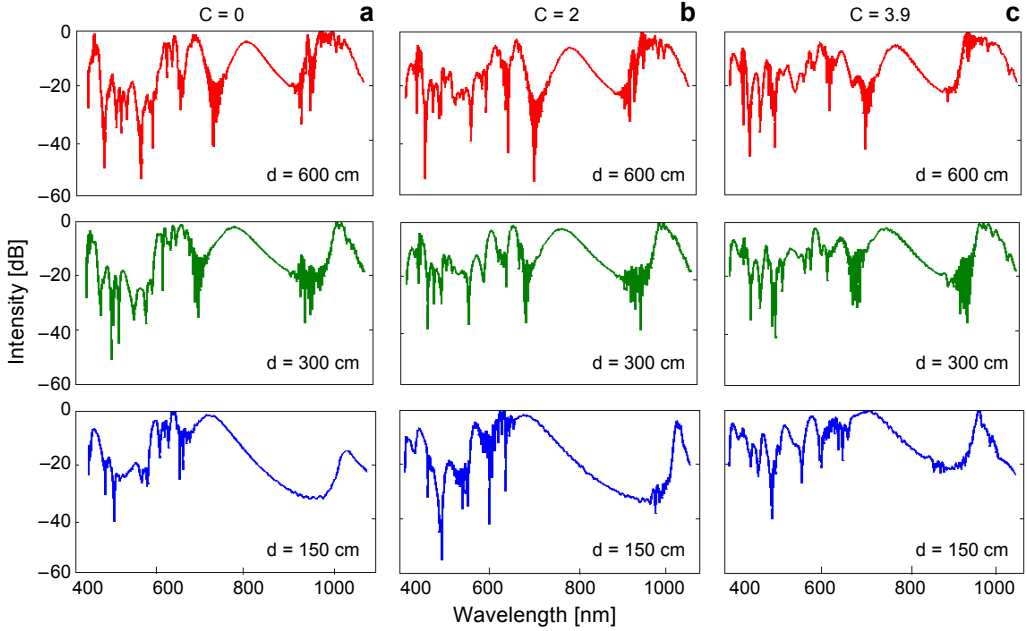 C = 0 a C = 2 b C = 3.9 c
0
−20
−40
−60
d = 600 cm d = 600 cm d = 600 cm
0
−20
−40
−60
d = 300 cm d = 300 cm d = 300 cm
0
−20
−40
−60
d = 150 cm d = 150 cm d = 150 cm
Intensity [dB]
400 600 800 1000 400 600 800 1000 400 600 800 1000
Wavelength [nm]